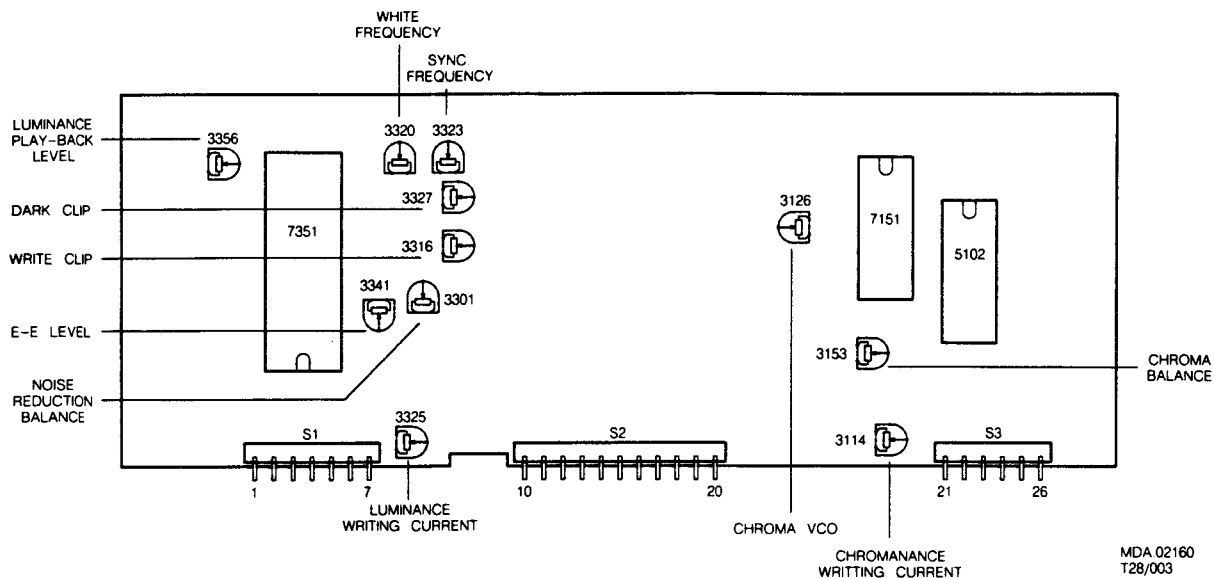 WHITE
FREQUENCY
SYNC
FREQUENCY
LUMINANCE
PLAY-BACK
LEVEL
3356
3320
3323
DARK CLIP
3327
7351
WRITE CLIP
3316
3341
3301
E-E LEVEL
NOISE
REDUCTION
BALANCE
3126
7151
5102
3153
CHROMA
BALANCE
S1
3325
S2
3114
S3
1
7
10
20
21
26
LUMINANCE
WRITING CURRENT
CHROMA VCO
CHROMANANCE
WRITTING CURRENT
MDA 02160
T28/003